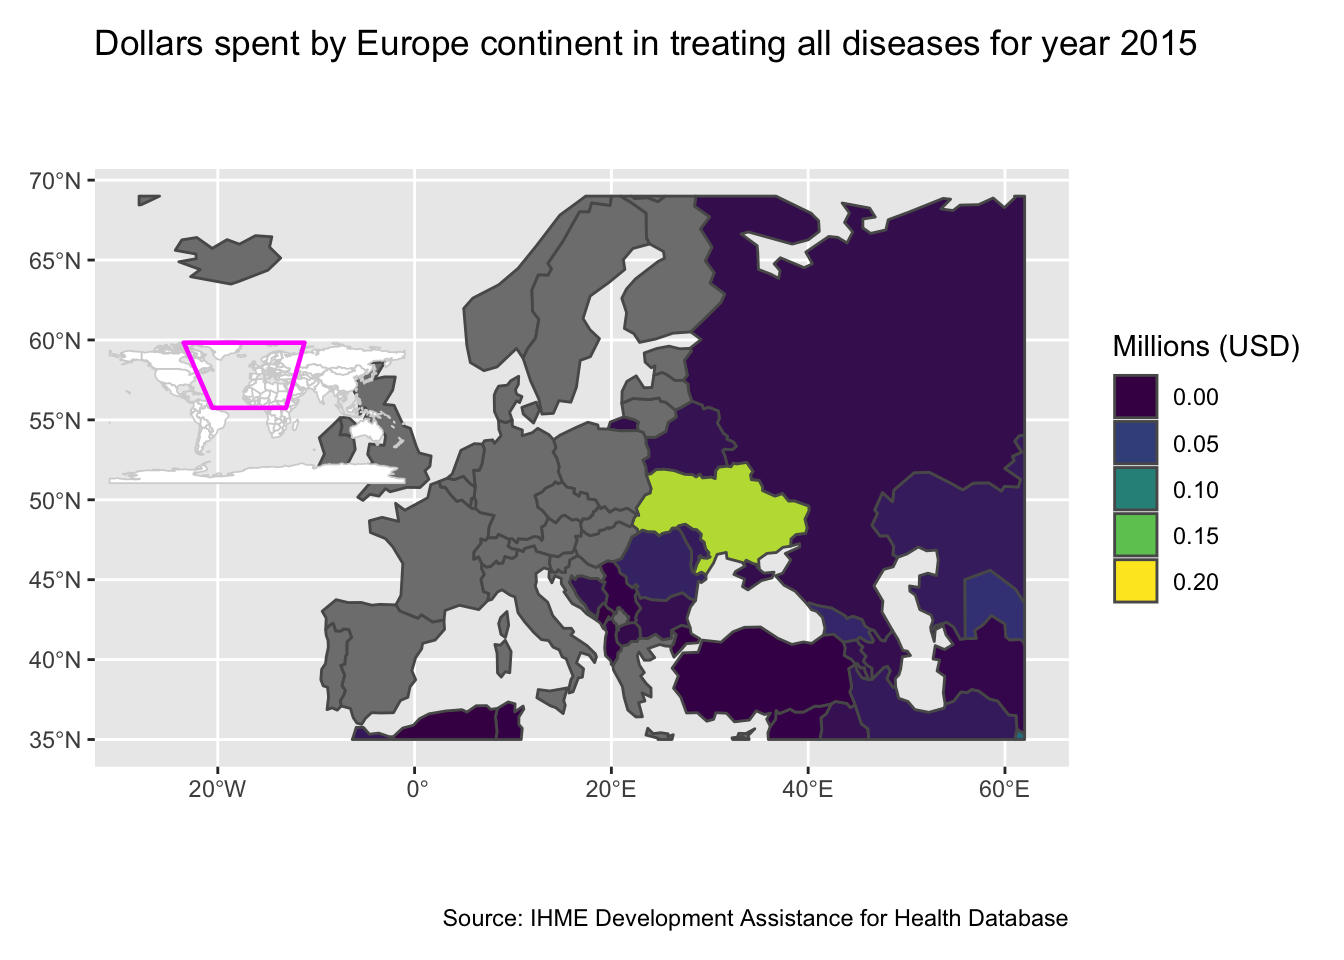 Dollars spent by Europe continent in treating all diseases for year 2015
70°N
65°N
60°N
55°N
50°N
45°N
40°N
35°N
20°W
0°
20°E
40°E
60°E
Millions (USD)
0.00
0.05
0.10
0.15
0.20
Source: IHME Development Assistance for Health Database